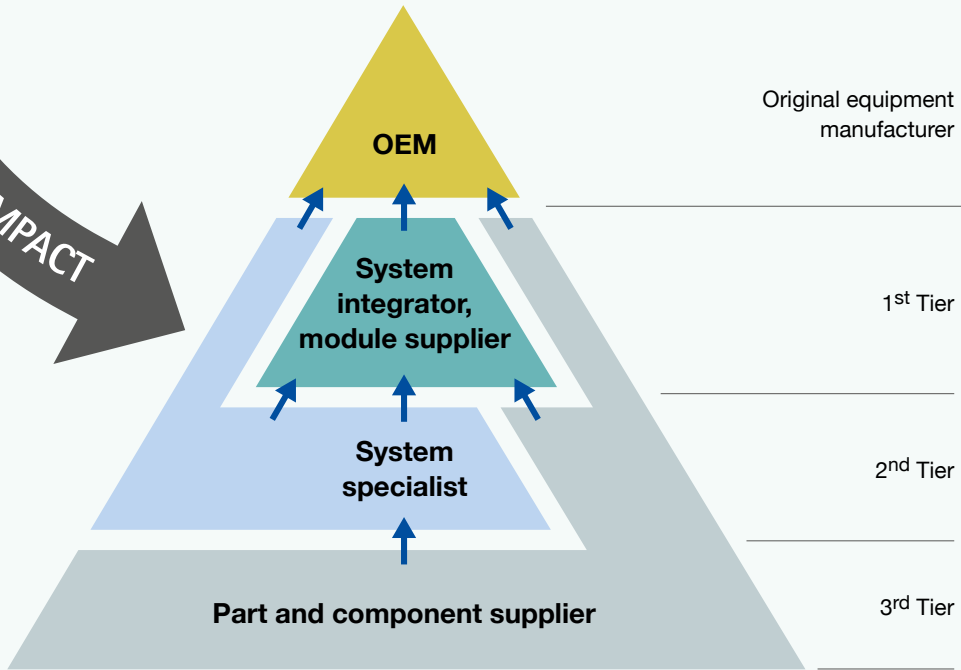 Original equipment
manufacturer
OEM
IMPACT
System
integrator,
module supplier
1st Tier
System
specialist
2nd Tier
Part and component supplier
3rd Tier